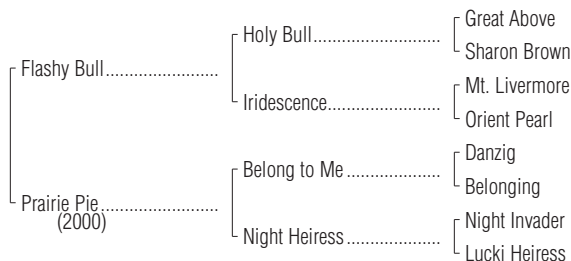 Great Above
Holy Bull
Sharon Brown
Flashy Bull
Mt. Livermore
Iridescence
Orient Pearl
Danzig
Belong to Me
Belonging
Prairie Pie
(2000)
Night Invader
Night Heiress
Lucki Heiress